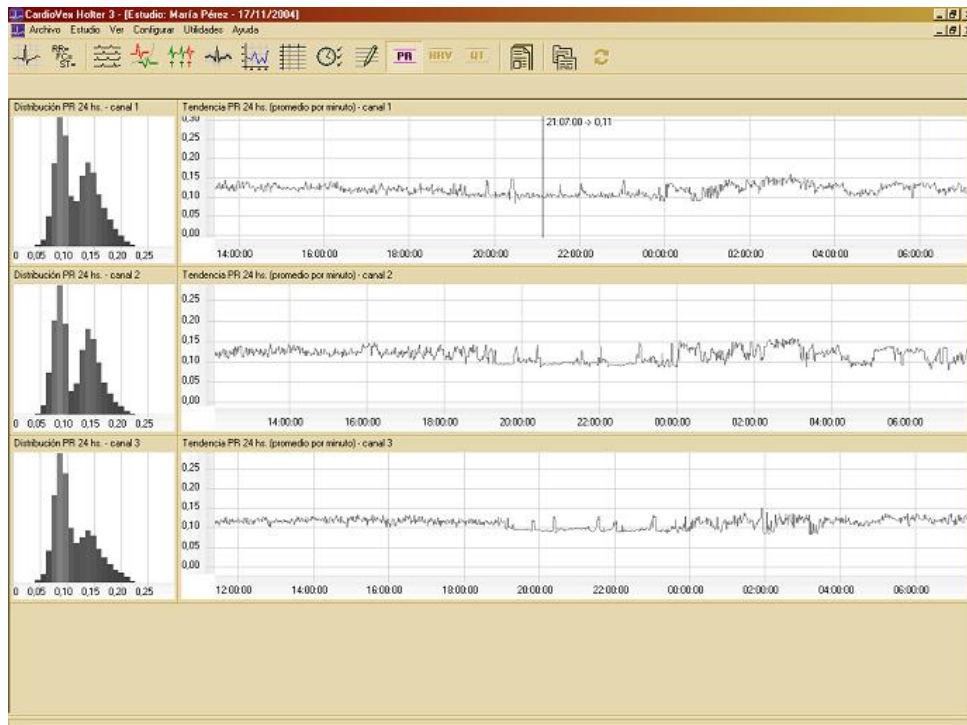 CardioVex Holter 3 - [Estudio: María Pérez - 17/11/2004]
Archivo Estudio Ver Configurar Utilidades Ayuda
RR= FC= ST= PR HRV QT
Distribución PR 24 hs. - canal 1
Tendencia PR 24 hs. (promedio por minuto) - canal 1
21:07:00 -> 0,11
0,30
0,25
0,20
0,15
0,10
0,05
0,00
0 0,05 0,10 0,15 0,20 0,25
14:00:00 16:00:00 18:00:00 20:00:00 22:00:00 00:00:00 02:00:00 04:00:00 06:00:00
Distribución PR 24 hs. - canal 2
Tendencia PR 24 hs. (promedio por minuto) - canal 2
0,25
0,20
0,15
0,10
0,05
0,00
0 0,05 0,10 0,15 0,20 0,25
14:00:00 16:00:00 18:00:00 20:00:00 22:00:00 00:00:00 02:00:00 04:00:00 06:00:00
Distribución PR 24 hs. - canal 3
Tendencia PR 24 hs. (promedio por minuto) - canal 3
0,25
0,20
0,15
0,10
0,05
0,00
0 0,05 0,10 0,15 0,20 0,25
12:00:00 14:00:00 16:00:00 18:00:00 20:00:00 22:00:00 00:00:00 02:00:00 04:00:00 06:00:00